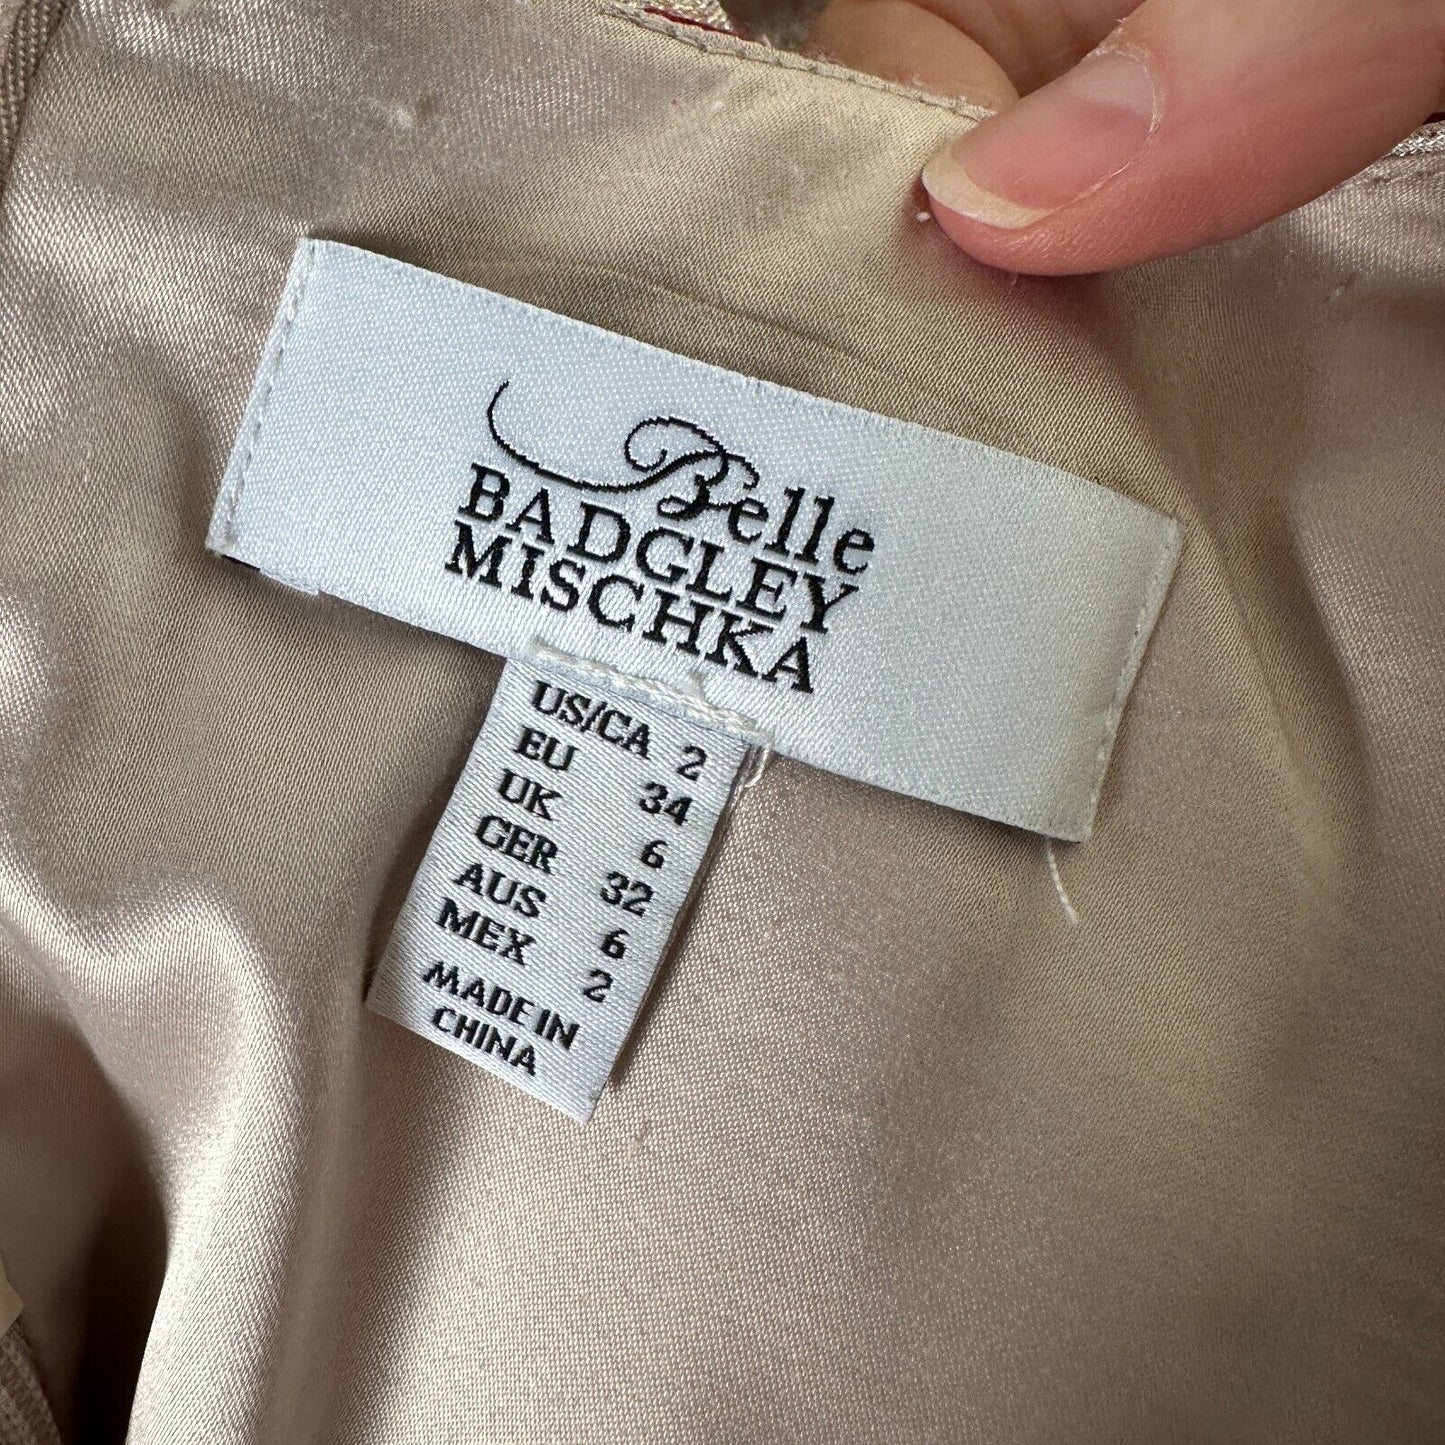 Belle
BADGLEY
MISCHKA
US/CA 2
EU 34
UK 6
GER 32
AUS 6
MEX 2
MADE IN
CHINA